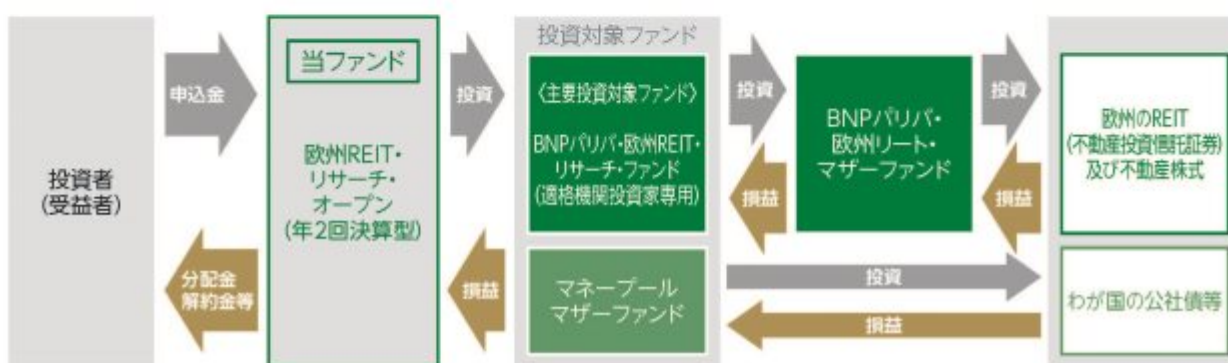 投資者
(受益者)
申込金
分配金
解約金等
当ファンド
欧州REIT・
リサーチ・
オープン
(年2回決算型)
投資
損益
投資対象ファンド
〈主要投資対象ファンド〉
BNPパリバ・欧州REIT・
リサーチ・ファンド
(適格機関投資家専用)
マネープール
マザーファンド
投資
損益
BNPパリバ・
欧州リート・
マザーファンド
投資
損益
投資
損益
欧州のREIT
(不動産投資信託証券)
及び不動産株式
わが国の公社債等